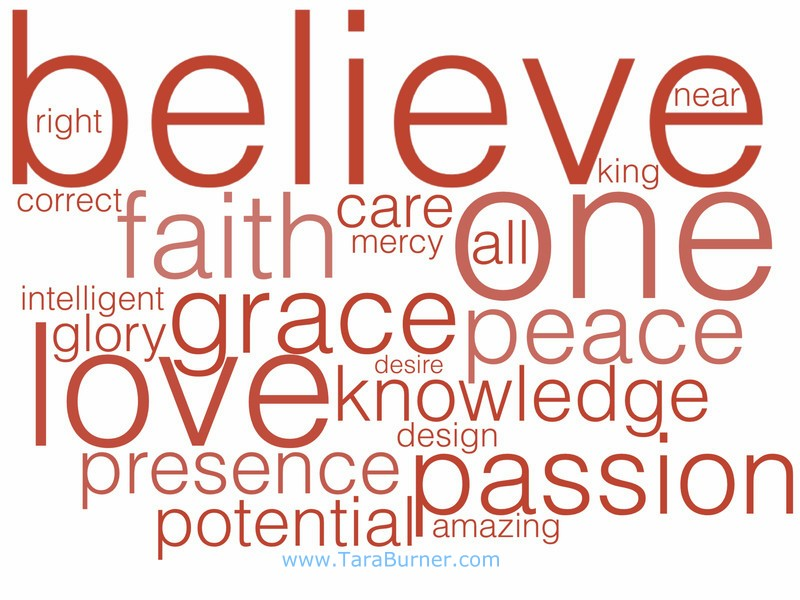 believe
right
near
king
correct
faith
care
one
mercy
all
intelligent
grace
glory
peace
love
desire
knowledge
design
presence
passion
potential
amazing
www.TaraBurner.com